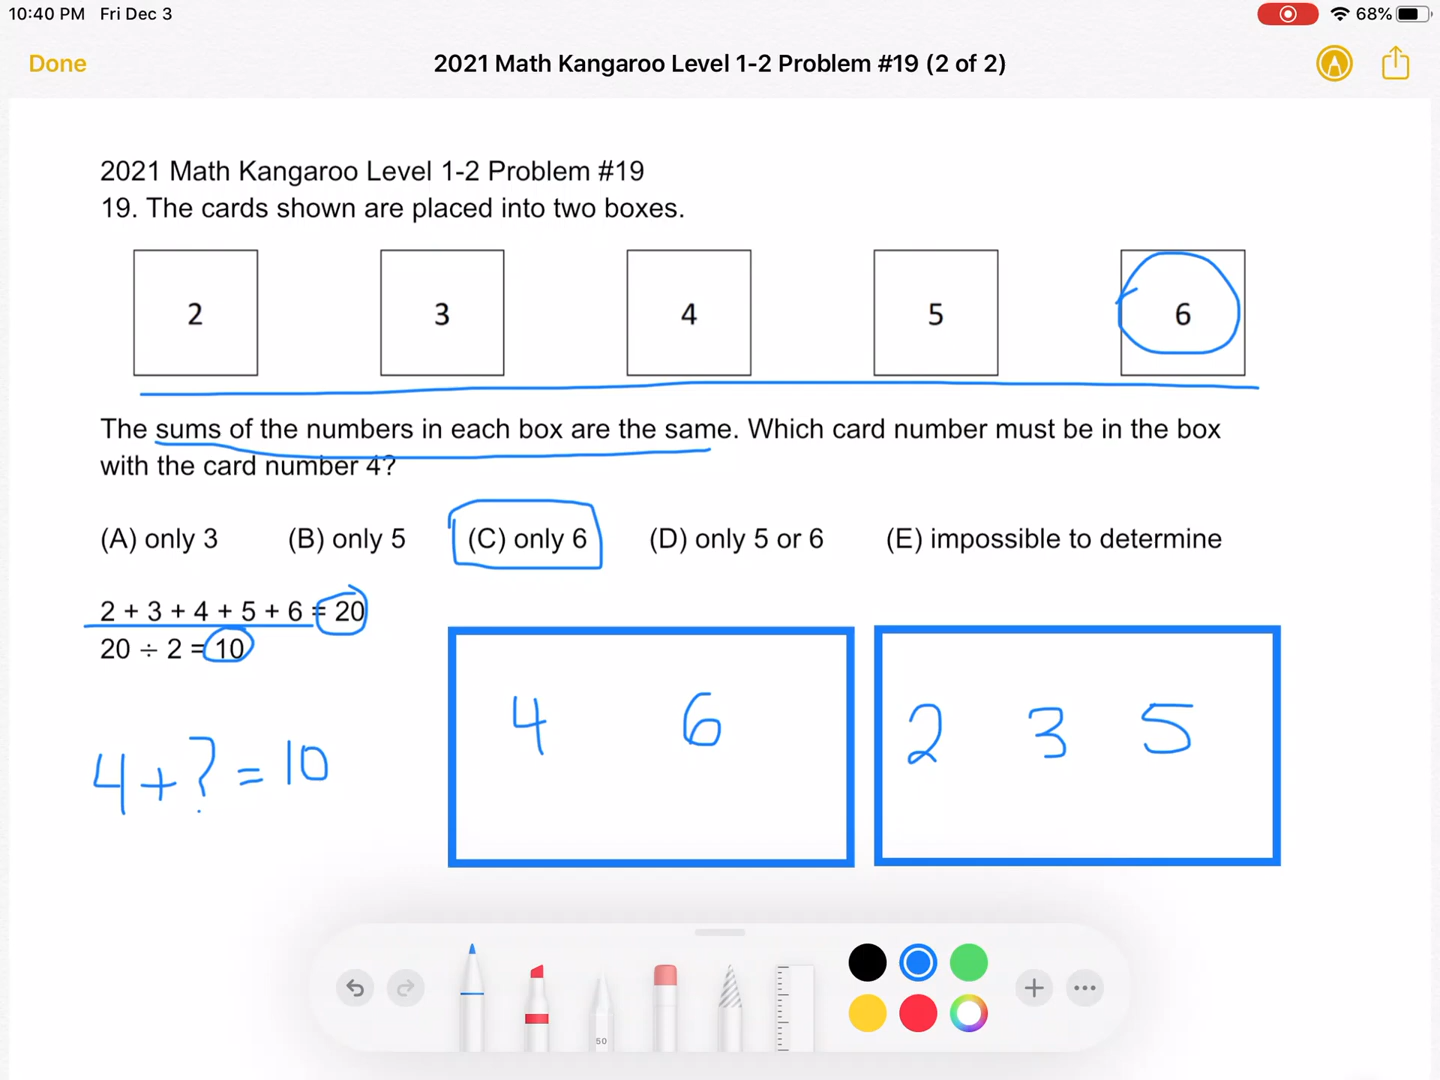 10:40 PM Fri Dec 3 68%
Done 2021 Math Kangaroo Level 1-2 Problem #19 (2 of 2)
2021 Math Kangaroo Level 1-2 Problem #19
19. The cards shown are placed into two boxes.
2 3 4 5 6
The sums of the numbers in each box are the same. Which card number must be in the box
with the card number 4?
(A) only 3 (B) only 5 (C) only 6 (D) only 5 or 6 (E) impossible to determine
2 + 3 + 4 + 5 + 6 = 20
20 ÷ 2 = 10
4 + ? = 10
4 6
2 3 5
50